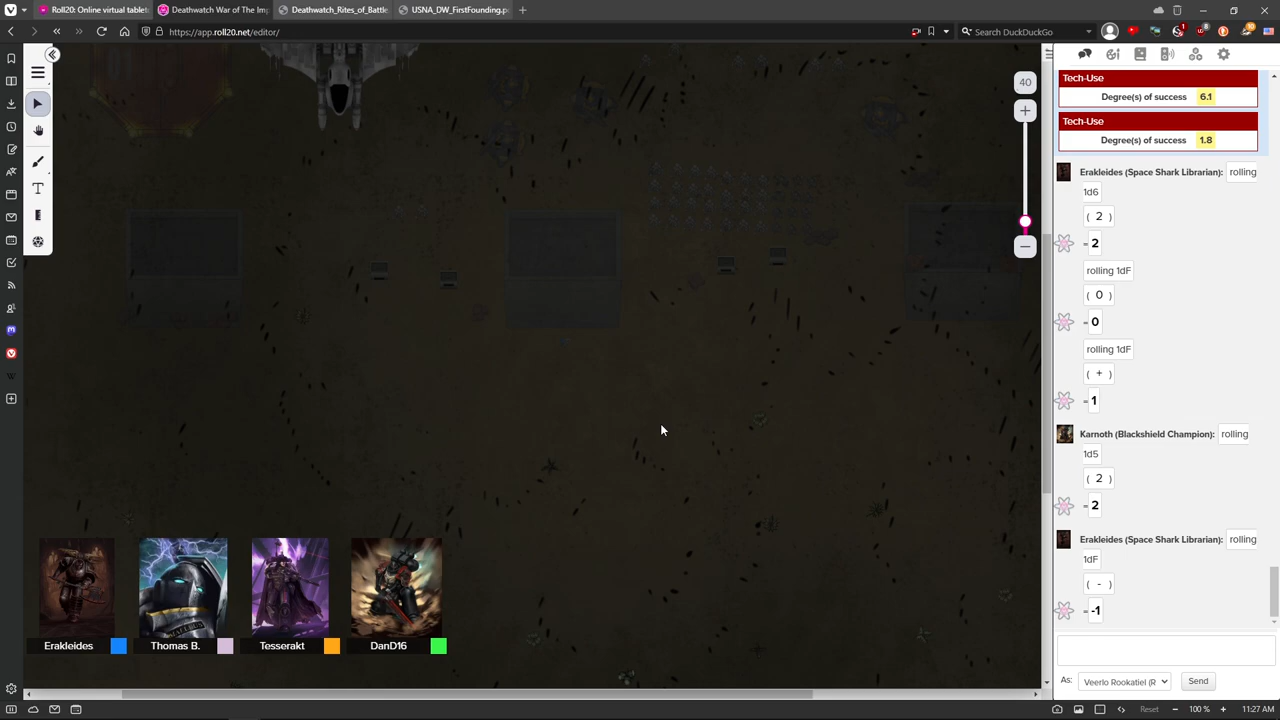 Roll20: Online virtual tablet
Deathwatch War of The Imp
Deathwatch_Rites_of_Battle
USNA_DW_FirstFounding.p
https://app.roll20.net/editor/
Search DuckDuckGo
40
Tech-Use
Degree(s) of success 6.1
Tech-Use
Degree(s) of success 1.8
Erakleides (Space Shark Librarian): rolling
1d6
( 2 )
= 2
rolling 1dF
( 0 )
= 0
rolling 1dF
( + )
= 1
Karnoth (Blackshield Champion): rolling
1d5
( 2 )
= 2
Erakleides (Space Shark Librarian): rolling
1dF
( - )
= -1
Erakleides
Thomas B.
Tesserakt
DanD16
As: Veerlo Rookatiel (R
Send
Reset
100 %
11:27 AM